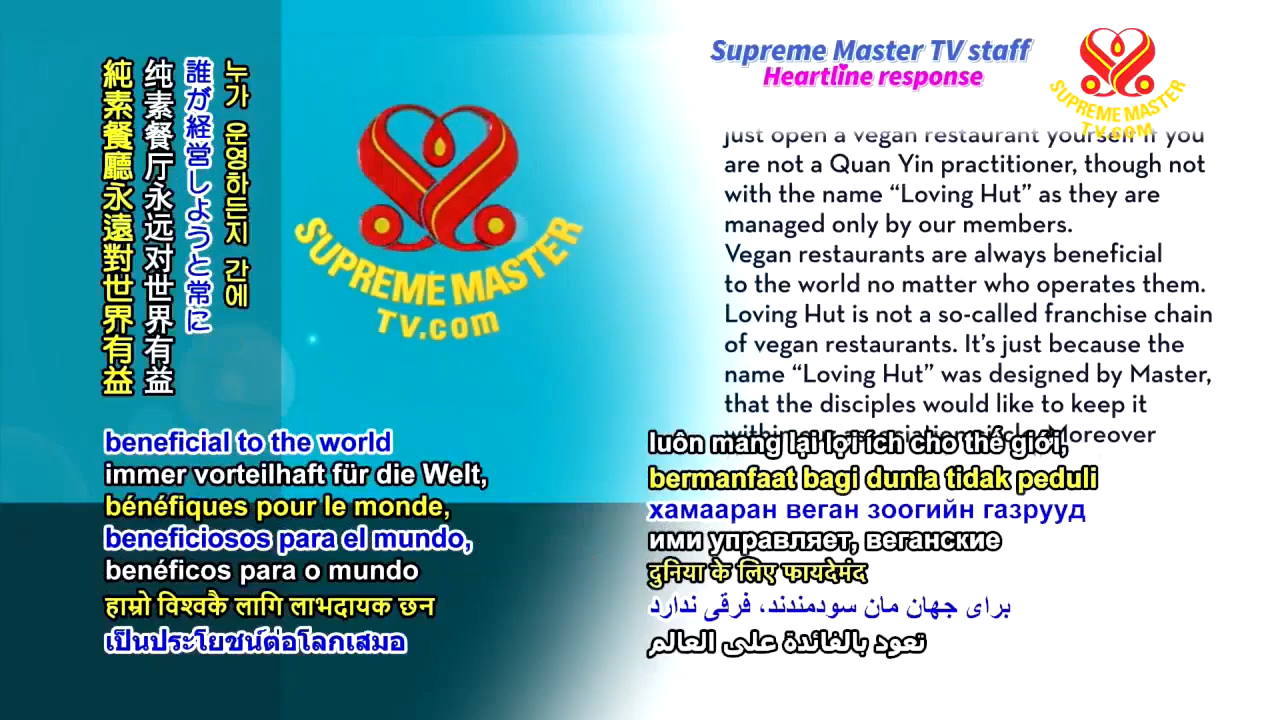 Supreme Master TV staff
Heartline response
SUPREME MASTER
TV.COM
누가 운영하든지 간에
誰が経営しようと常に
纯素餐厅永远对世界有益
純素餐廳永遠對世界有益
SUPREME MASTER
TV.com
just open a vegan restaurant yourself if you
are not a Quan Yin practitioner, though not
with the name “Loving Hut” as they are
managed only by our members.
Vegan restaurants are always beneficial
to the world no matter who operates them.
Loving Hut is not a so-called franchise chain
of vegan restaurants. It’s just because the
name “Loving Hut” was designed by Master,
that the disciples would like to keep it
Moreover
beneficial to the world
immer vorteilhaft für die Welt,
bénéfiques pour le monde,
beneficiosos para el mundo,
benéficos para o mundo
हाम्रो विश्वकै लागि लाभदायक छन
เป็นประโยชน์ต่อโลกเสมอ
luôn mang lại lợi ích cho thế giới,
bermanfaat bagi dunia tidak peduli
хамааран веган зоогийн газрууд
ими управляет, веганские
दुनिया के लिए फायदेमंद
برای جهان مان سودمندند، فرقی ندارد
تعود بالفائدة على العالم